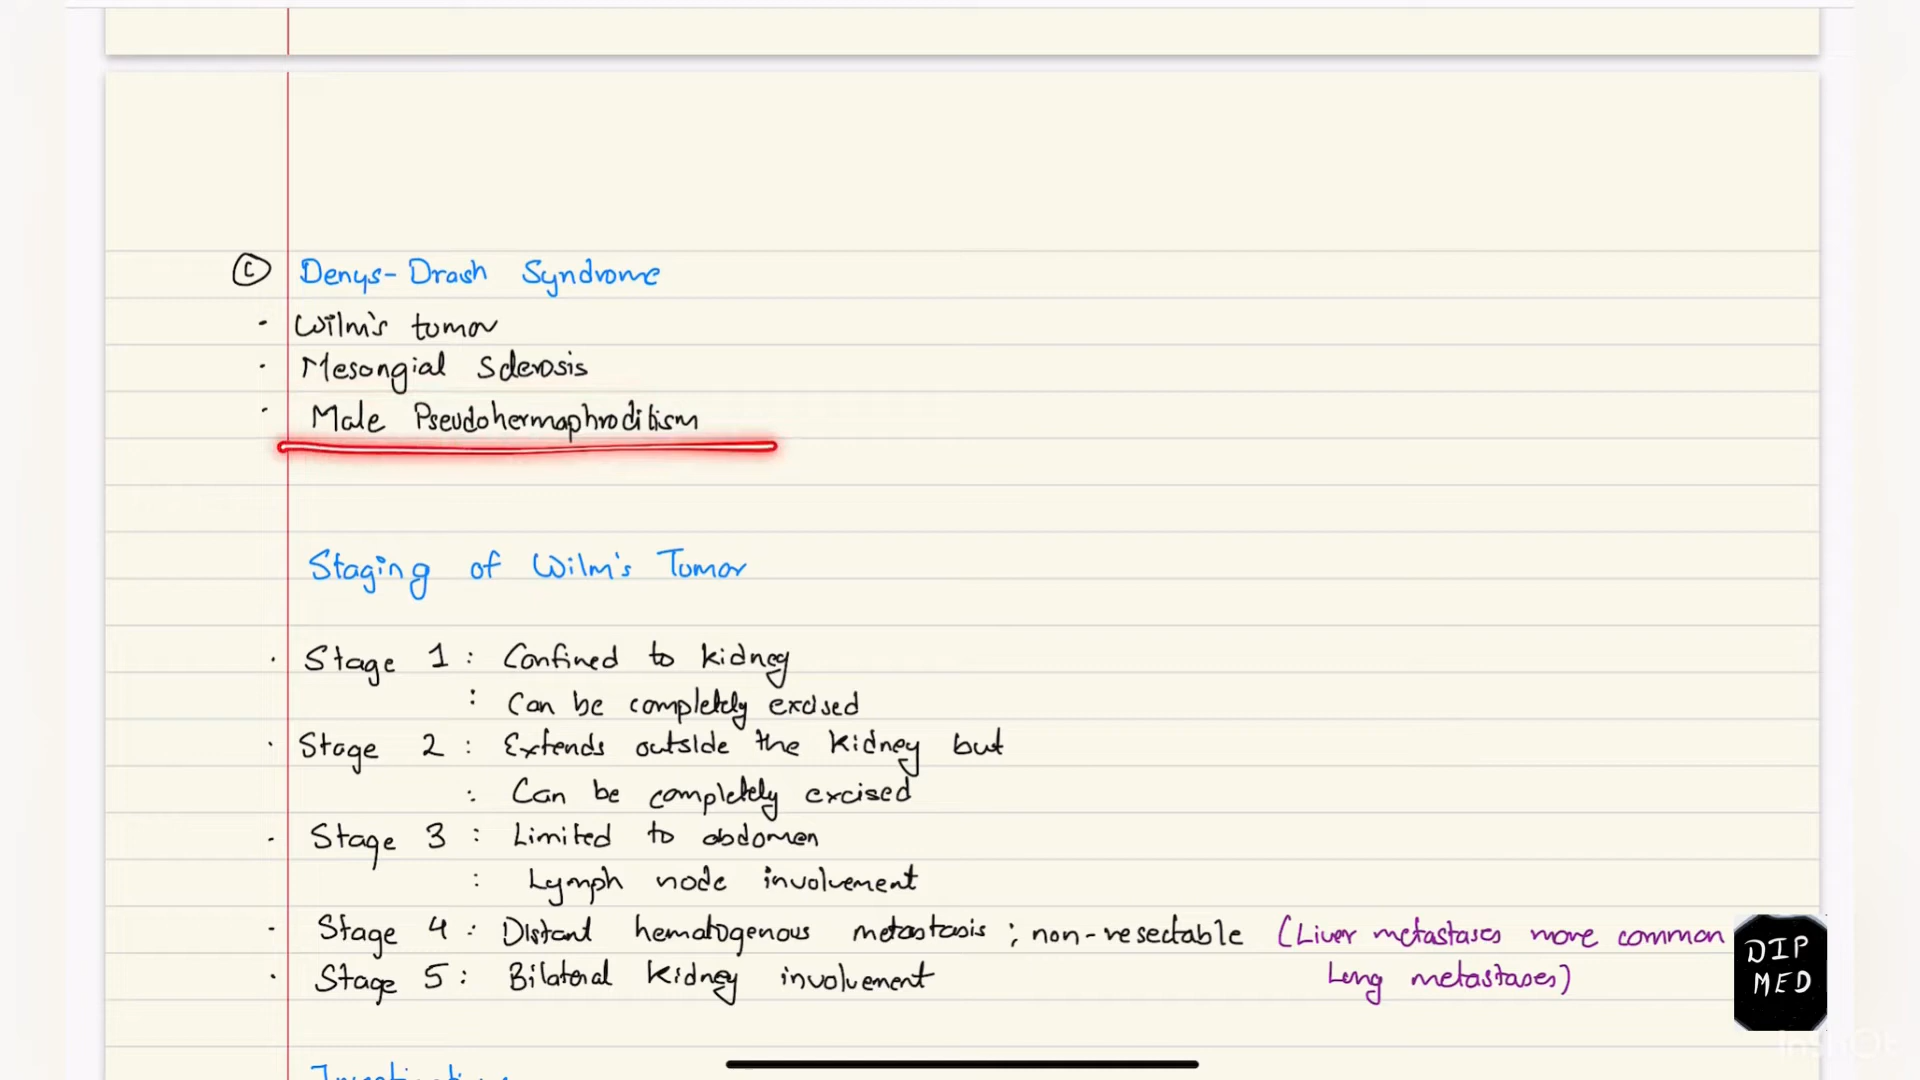 C Denys-Drash Syndrome
· Wilm's tumor
· Mesangial Sclerosis
· Male Pseudohermaphroditism
Staging of Wilm's Tumor
· Stage 1 : Confined to kidney
: Can be completely excised
· Stage 2 : Extends outside the kidney but
: Can be completely excised
· Stage 3 : Limited to abdomen
: Lymph node involvement
· Stage 4 : Distant hematogenous metastasis ; non-resectable (Liver metastases more common
· Stage 5 : Bilateral kidney involvement Lung metastases)
DIP
MED
InShot